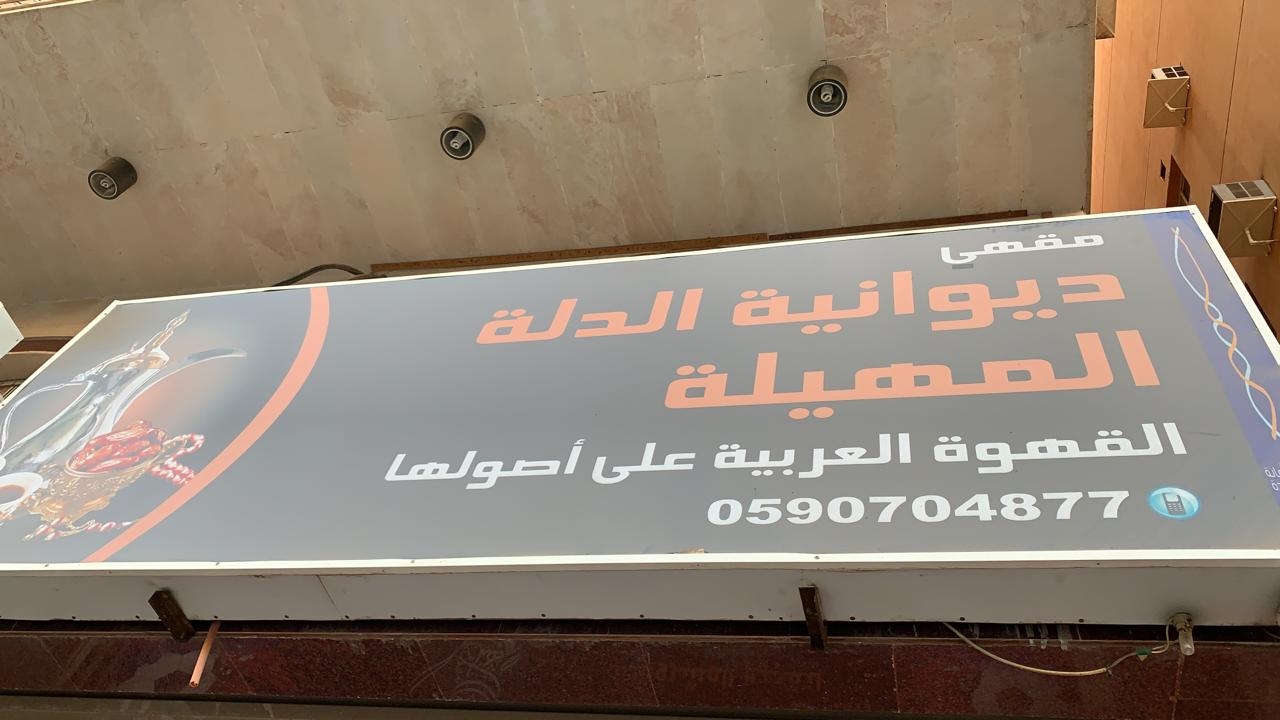 مقهى
ديوانية الدلة
المهيلة
القهوة العربية على أصولها
0590704877